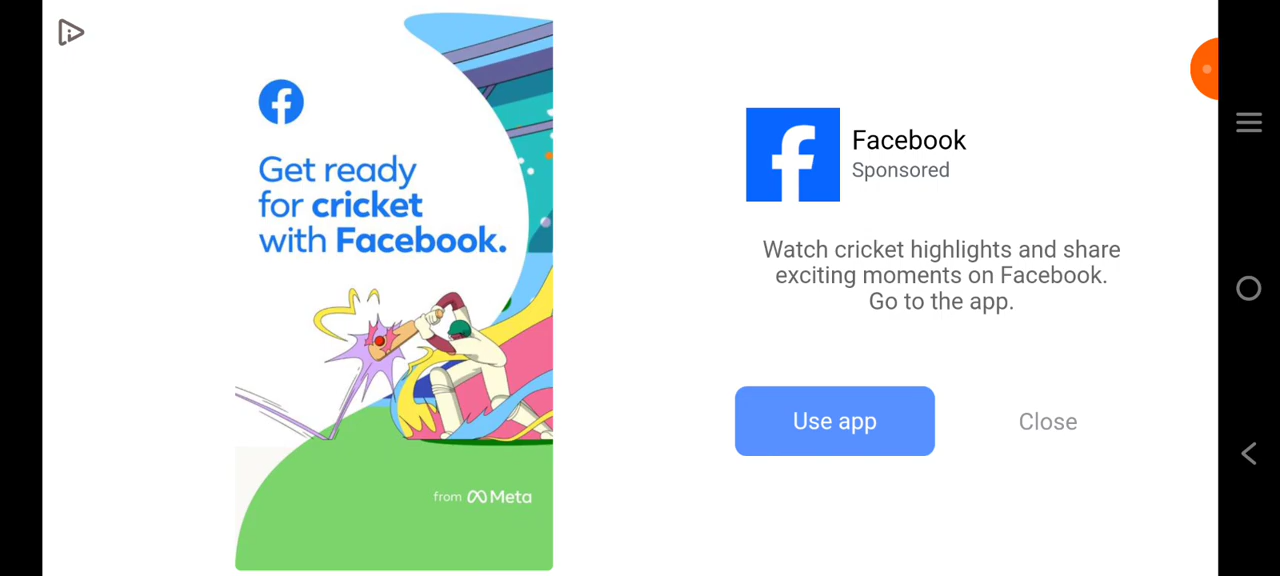 Get ready
for cricket
with Facebook.
from Meta
Facebook
Sponsored
Watch cricket highlights and share
exciting moments on Facebook.
Go to the app.
Use app
Close